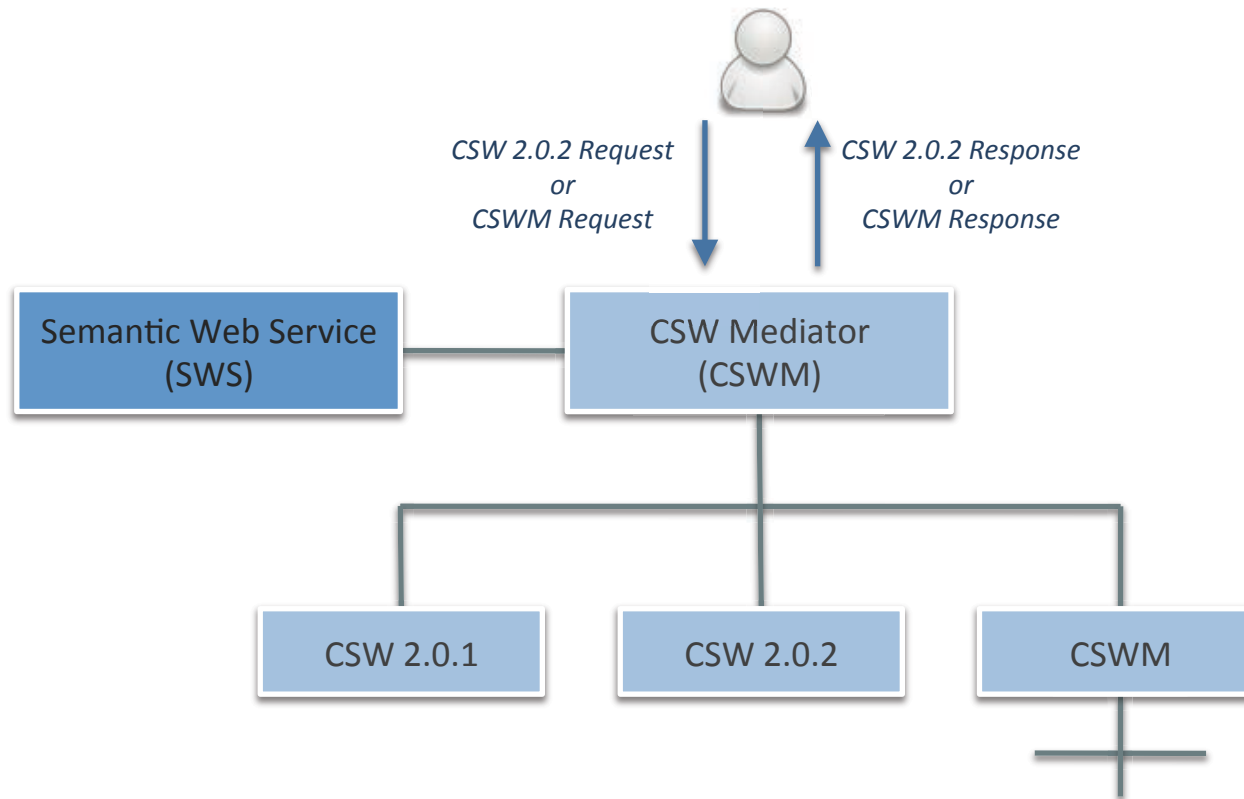 CSW 2.0.2 Request
or
CSWM Request
CSW 2.0.2 Response
or
CSWM Response
Semantic Web Service
(SWS)
CSW Mediator
(CSWM)
CSW 2.0.1
CSW 2.0.2
CSWM